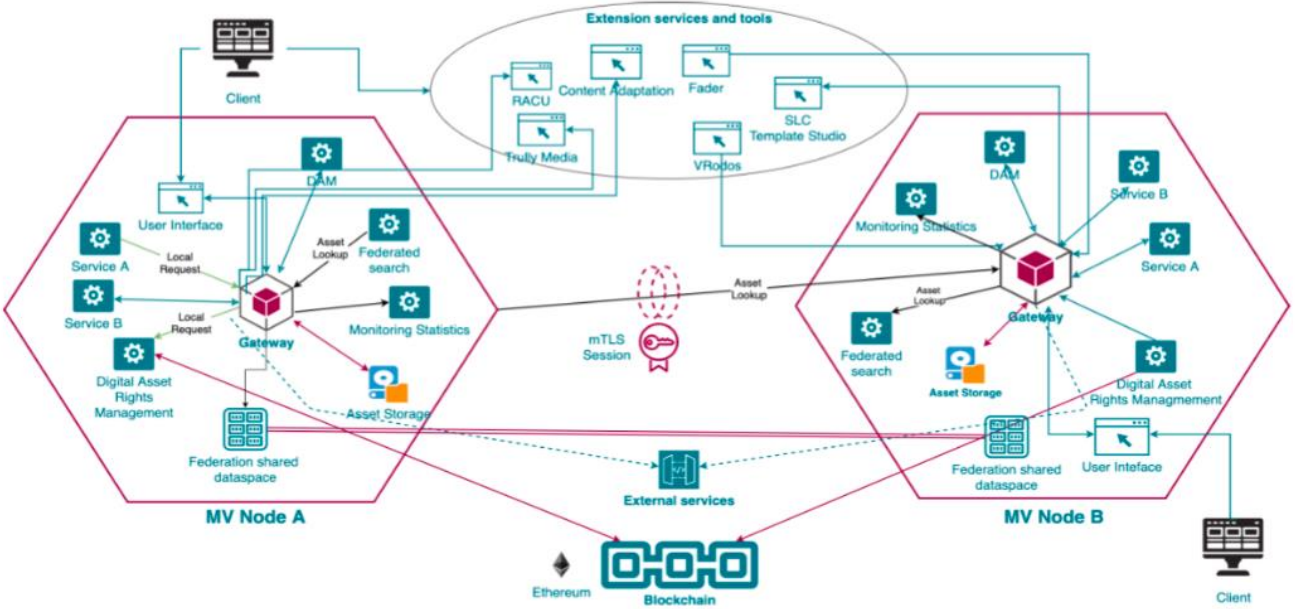 Extension services and tools
Client
RACU
Content Adaptation
Fader
SLC
Template Studio
Trully Media
VRodos
DAM
User Interface
Service A
Local
Request
Asset
Lookup
Federated
search
Service B
Local
Request
Gateway
Monitoring Statistics
Digital Asset
Rights
Management
Asset Storage
Federation shared
dataspace
MV Node A
mTLS
Session
Asset
Lookup
DAM
Service B
Monitoring Statistics
Service A
Asset
Lookup
Gateway
Federated
search
Asset Storage
Digital Asset
Rights Managmement
Federation shared
dataspace
User Inteface
MV Node B
External services
Ethereum
Blockchain
Client